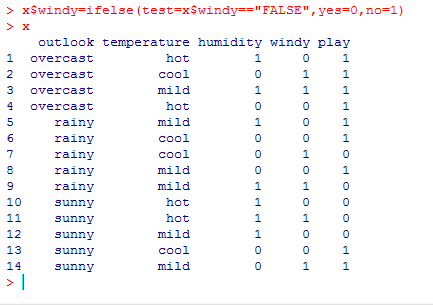 > x$windy=ifelse(test=x$windy=="FALSE",yes=0,no=1)
> x
outlook temperature humidity windy play
1 overcast hot 1 0 1
2 overcast cool 0 1 1
3 overcast mild 1 1 1
4 overcast hot 0 0 1
5 rainy mild 1 0 1
6 rainy cool 0 0 1
7 rainy cool 0 1 0
8 rainy mild 0 0 1
9 rainy mild 1 1 0
10 sunny hot 1 0 0
11 sunny hot 1 1 0
12 sunny mild 1 0 0
13 sunny cool 0 0 1
14 sunny mild 0 1 1
>